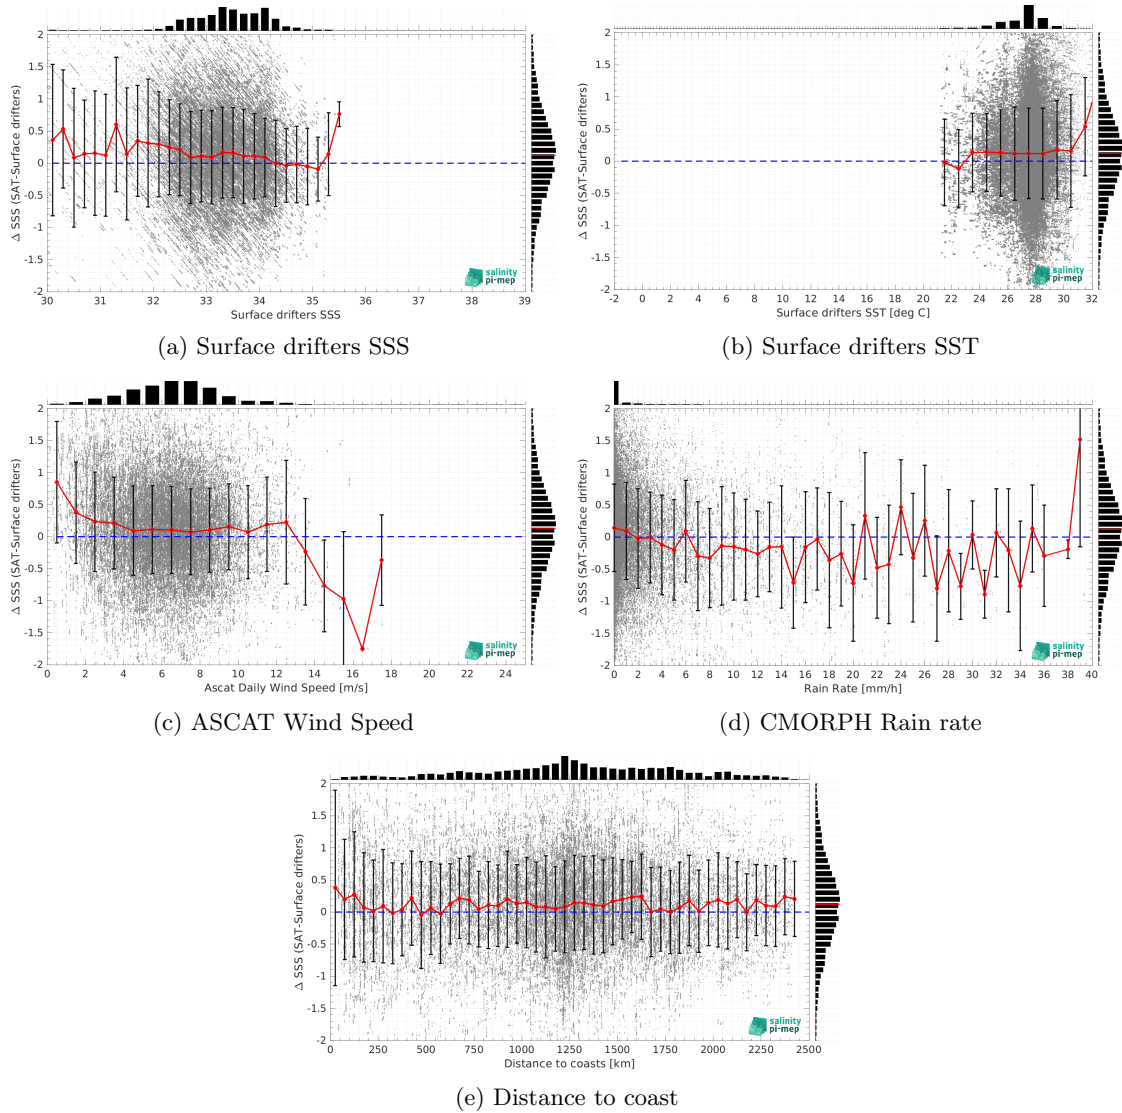 Δ SSS (SAT-Surface drifters)
2
1.5
1
0.5
0
-0.5
-1
-1.5
-2
salinity
pi-mep
30 31 32 33 34 35 36 37 38 39
Surface drifters SSS
(a) Surface drifters SSS
Δ SSS (SAT-Surface drifters)
2
1.5
1
0.5
0
-0.5
-1
-1.5
-2
salinity
pi-mep
-2 0 2 4 6 8 10 12 14 16 18 20 22 24 26 28 30 32
Surface drifters SST [deg C]
(b) Surface drifters SST
Δ SSS (SAT-Surface drifters)
2
1.5
1
0.5
0
-0.5
-1
-1.5
-2
salinity
pi-mep
0 2 4 6 8 10 12 14 16 18 20 22 24
Ascat Daily Wind Speed [m/s]
(c) ASCAT Wind Speed
Δ SSS (SAT-Surface drifters)
2
1.5
1
0.5
0
-0.5
-1
-1.5
-2
salinity
pi-mep
0 2 4 6 8 10 12 14 16 18 20 22 24 26 28 30 32 34 36 38 40
Rain Rate [mm/h]
(d) CMORPH Rain rate
Δ SSS (SAT-Surface drifters)
2
1.5
1
0.5
0
-0.5
-1
-1.5
-2
salinity
pi-mep
0 250 500 750 1000 1250 1500 1750 2000 2250 2500
Distance to coasts [km]
(e) Distance to coast